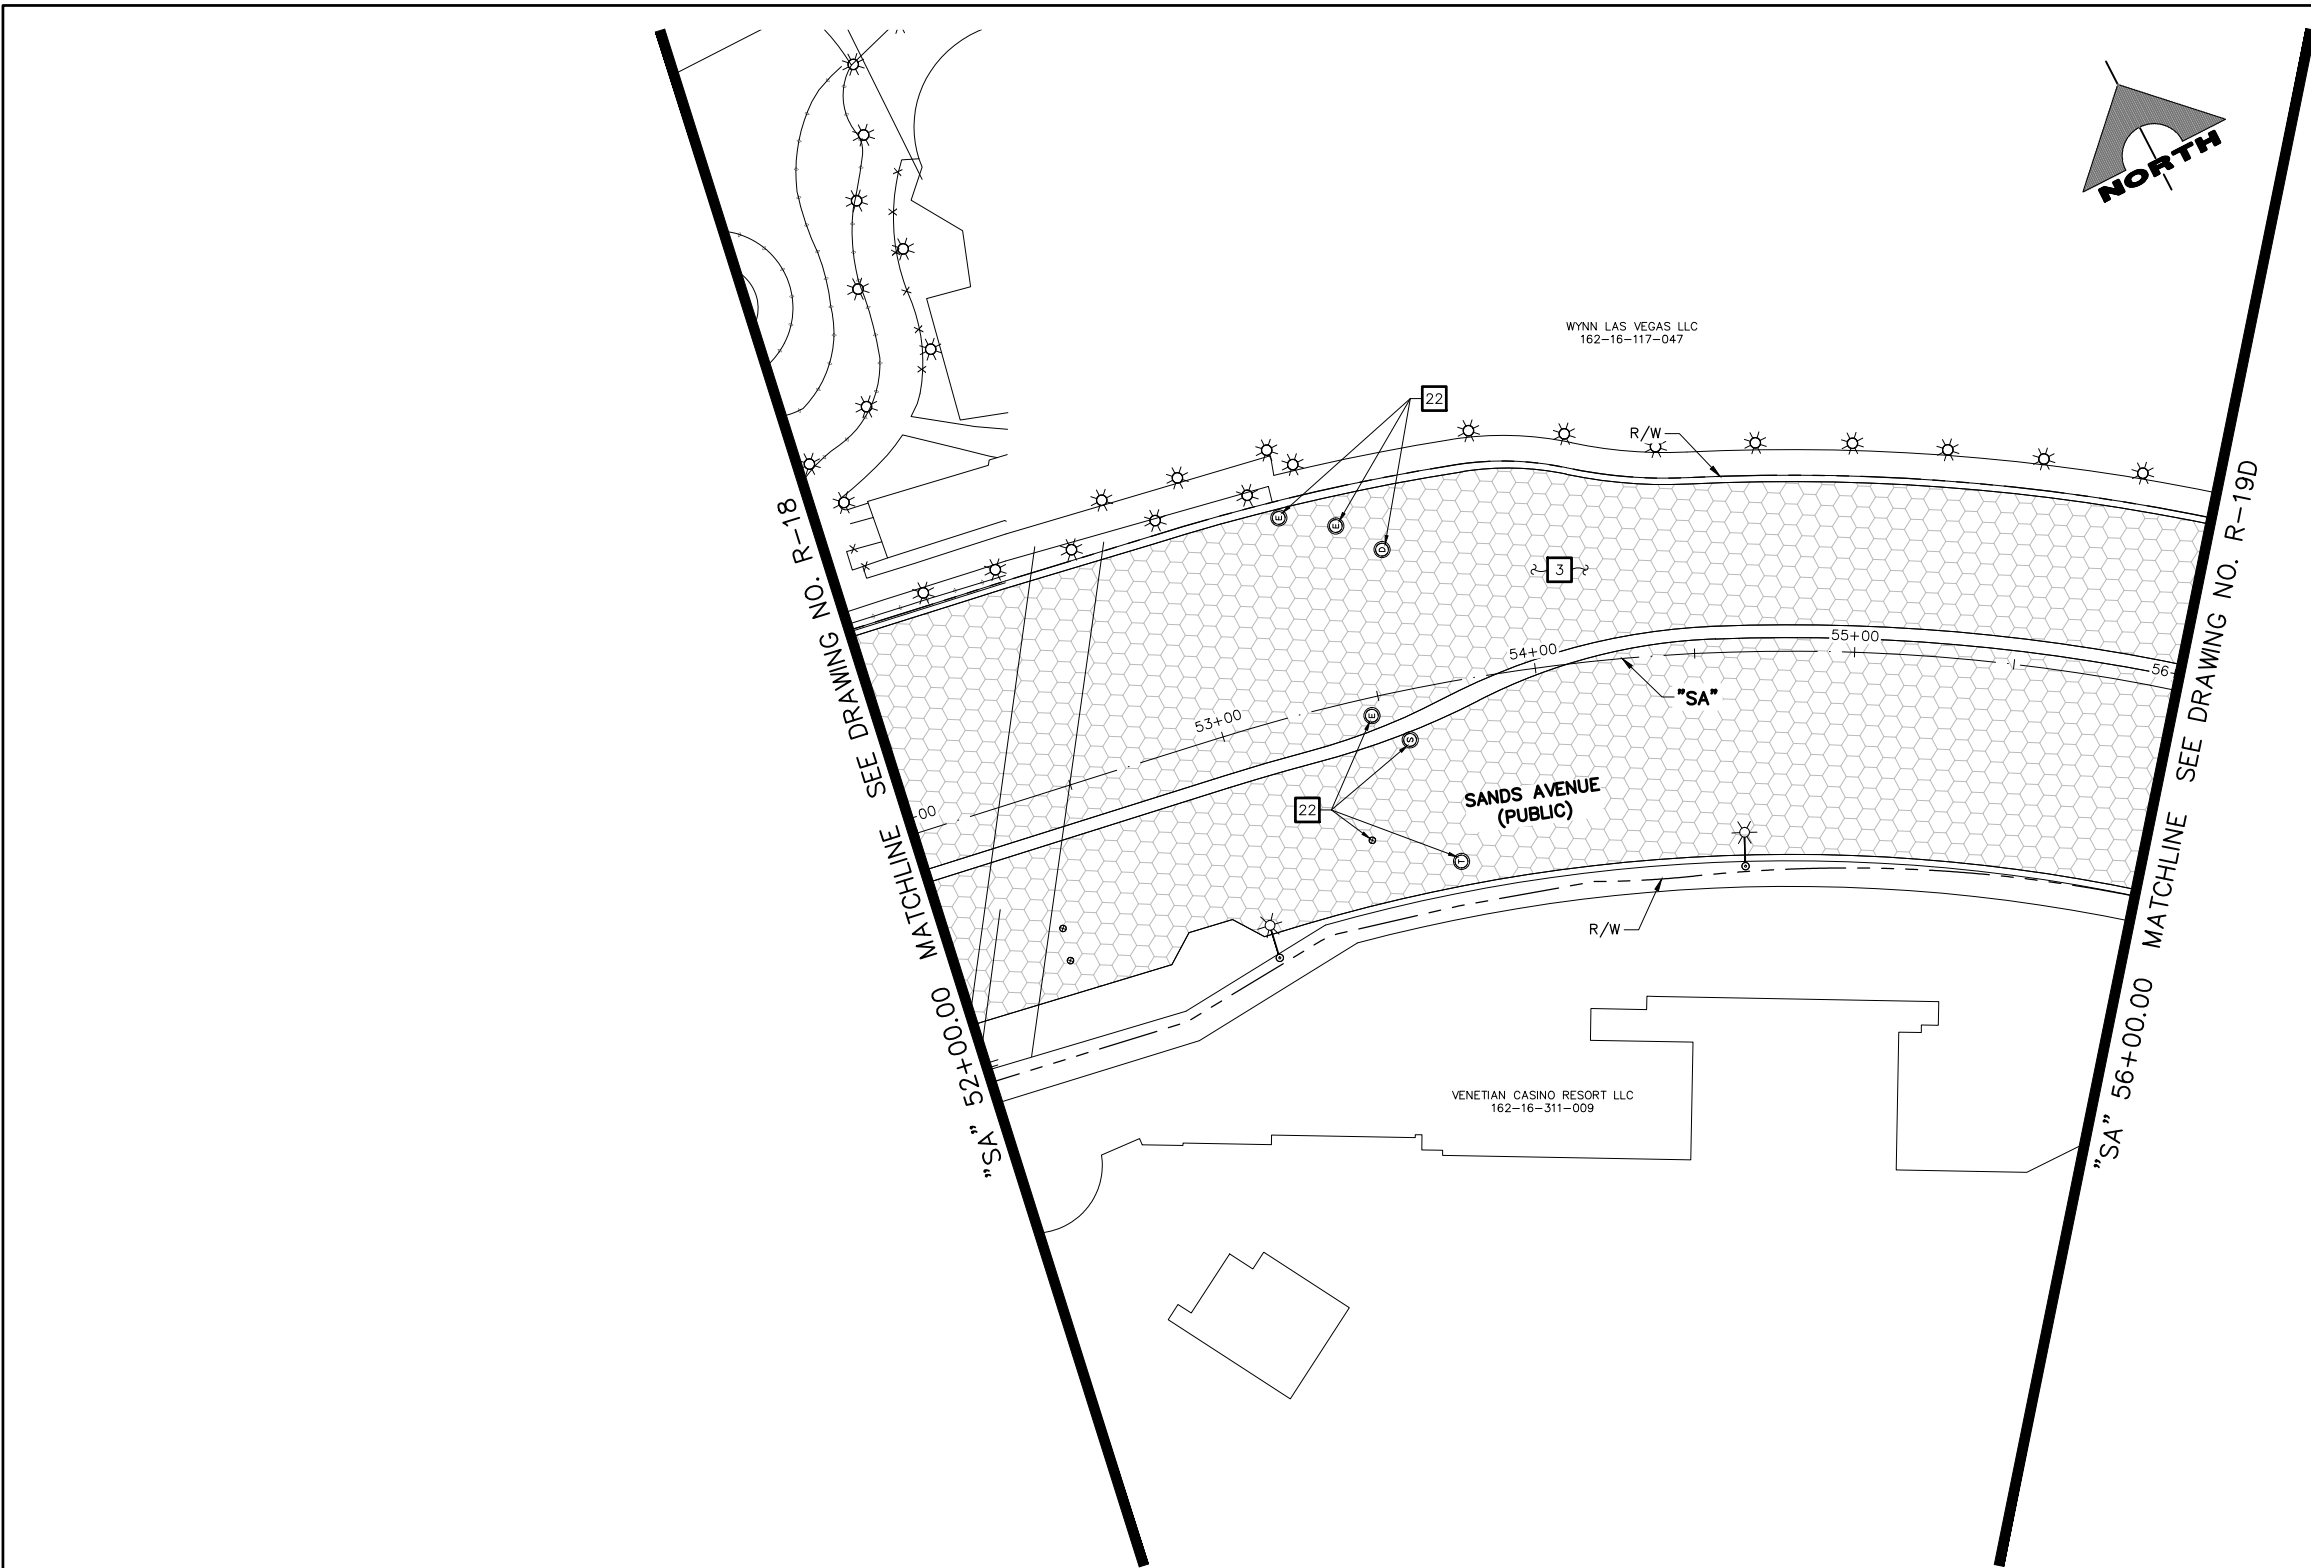 NORTH
WYNN LAS VEGAS LLC
162-16-117-047
22
R/W
E
E
D
3
54+00
55+00
56
"SA"
53+00
E
S
00
22
SANDS AVENUE
(PUBLIC)
T
R/W
VENETIAN CASINO RESORT LLC
162-16-311-009
"SA" 52+00.00 MATCHLINE SEE DRAWING NO. R-18
"SA" 56+00.00 MATCHLINE SEE DRAWING NO. R-19D